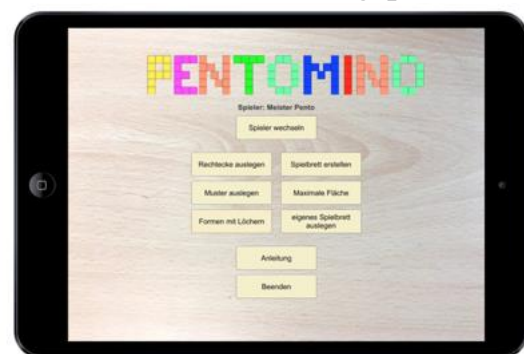 PENTOMINO
Spieler: Meister Pento
Spieler wechseln
Rechtecke auslegen
Spielbrett erstellen
Muster auslegen
Maximale Fläche
Formen mit Löchern
eigenes Spielbrett
auslegen
Anleitung
Beenden